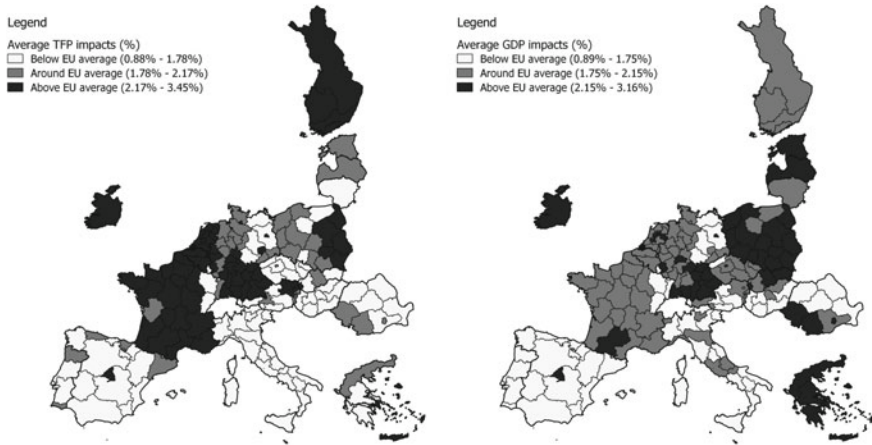 Legend
Average TFP impacts (%)
Below EU average (0.88% - 1.78%)
Around EU average (1.78% - 2.17%)
Above EU average (2.17% - 3.45%)
Legend
Average GDP impacts (%)
Below EU average (0.89% - 1.75%)
Around EU average (1.75% - 2.15%)
Above EU average (2.15% - 3.16%)